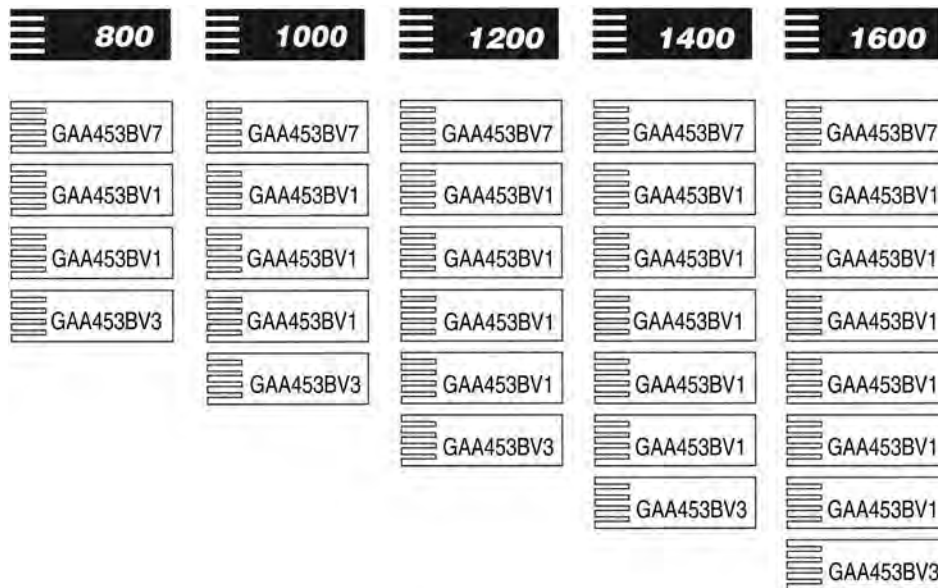 800 1000 1200 1400 1600
GAA453BV7 GAA453BV7 GAA453BV7 GAA453BV7 GAA453BV7
GAA453BV1 GAA453BV1 GAA453BV1 GAA453BV1 GAA453BV1
GAA453BV1 GAA453BV1 GAA453BV1 GAA453BV1 GAA453BV1
GAA453BV3 GAA453BV1 GAA453BV1 GAA453BV1 GAA453BV1
GAA453BV3 GAA453BV1 GAA453BV1 GAA453BV1
GAA453BV3 GAA453BV1 GAA453BV1
GAA453BV3 GAA453BV1
GAA453BV3